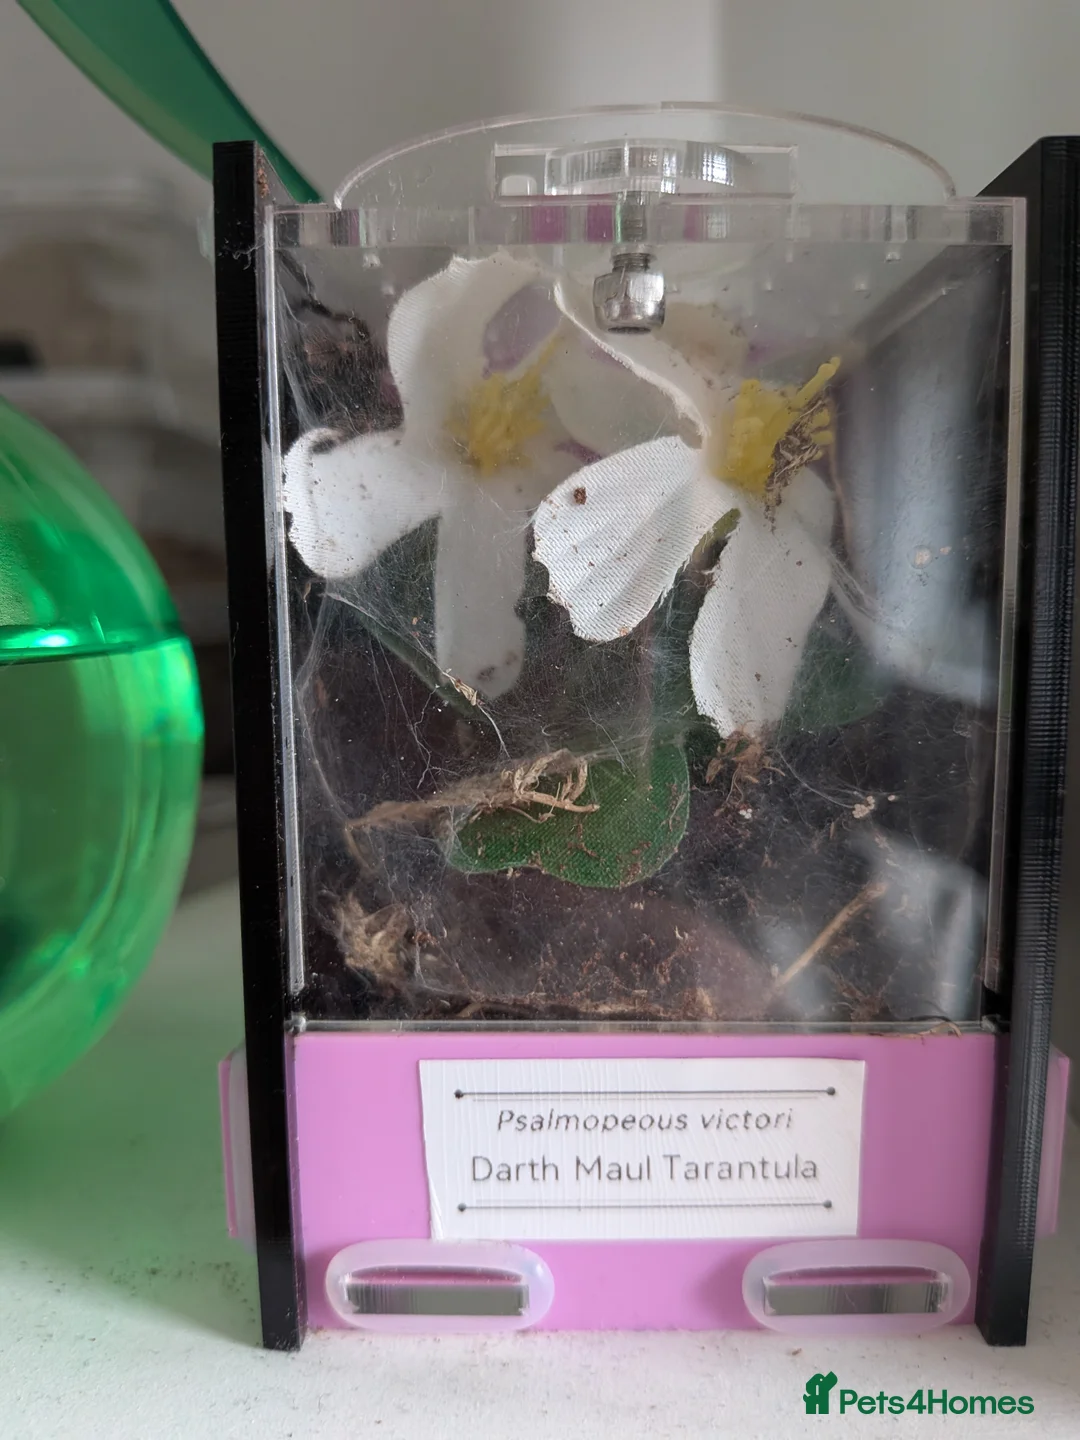 Psalmopeous victori
Darth Maul Tarantula
Pets4Homes